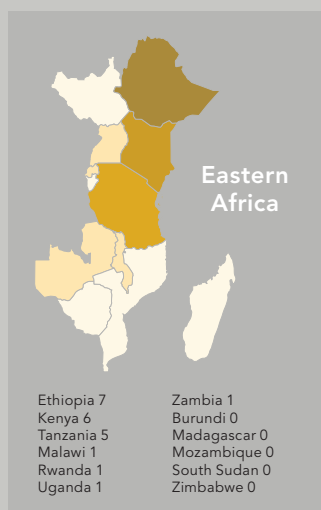 Eastern
Africa
Ethiopia 7
Kenya 6
Tanzania 5
Malawi 1
Rwanda 1
Uganda 1
Zambia 1
Burundi 0
Madagascar 0
Mozambique 0
South Sudan 0
Zimbabwe 0